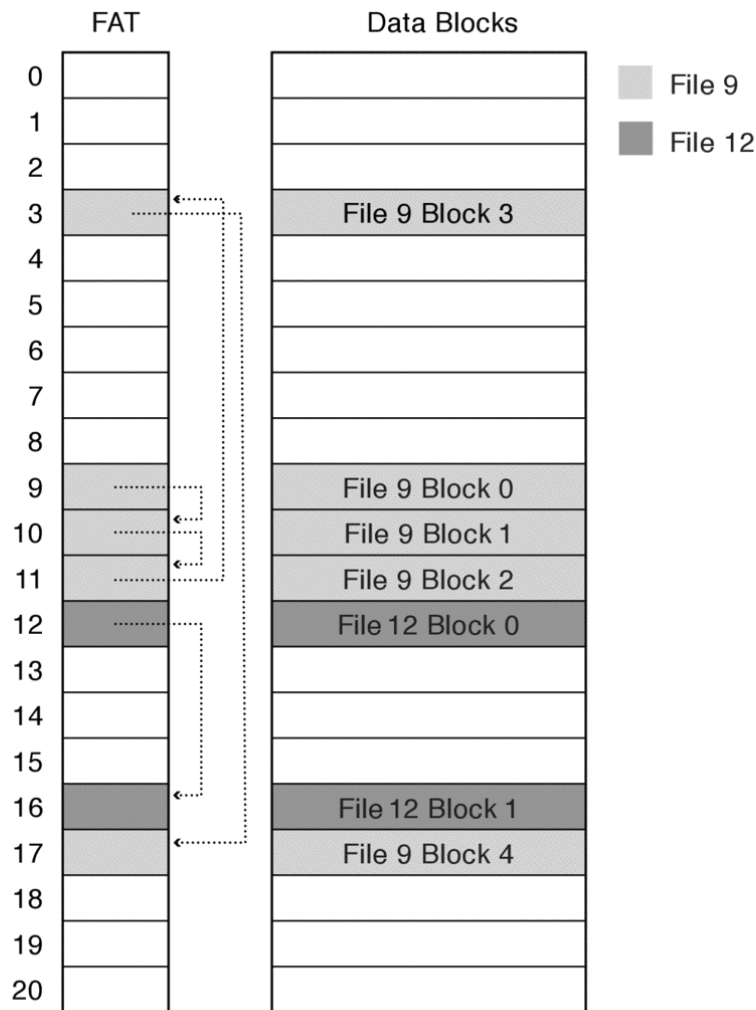 FAT Data Blocks
0
File 9
1
File 12
2
3 File 9 Block 3
4
5
6
7
8
9 File 9 Block 0
10 File 9 Block 1
11 File 9 Block 2
12 File 12 Block 0
13
14
15
16 File 12 Block 1
17 File 9 Block 4
18
19
20